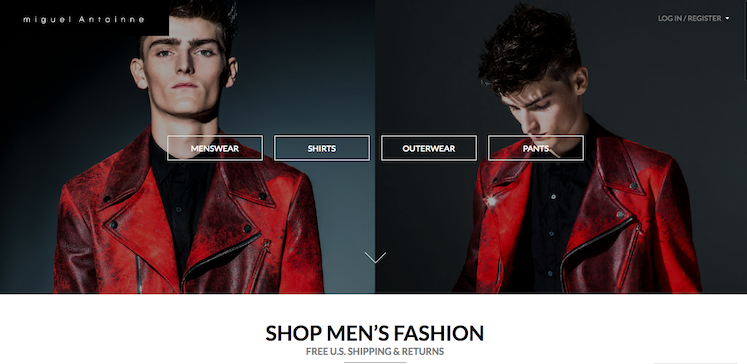 miguel Antoinne
LOG IN / REGISTER
MENSWEAR
SHIRTS
OUTERWEAR
PANTS
SHOP MEN'S FASHION
FREE U.S. SHIPPING & RETURNS